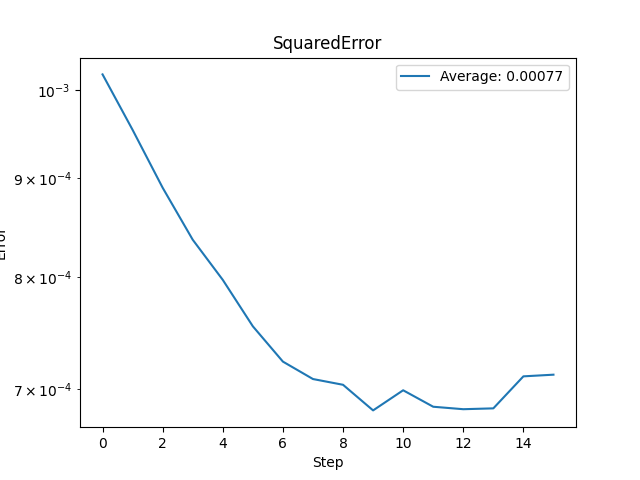 SquaredError
Average: 0.00077
10⁻³
9 × 10⁻⁴
8 × 10⁻⁴
7 × 10⁻⁴
Error
0 2 4 6 8 10 12 14
Step